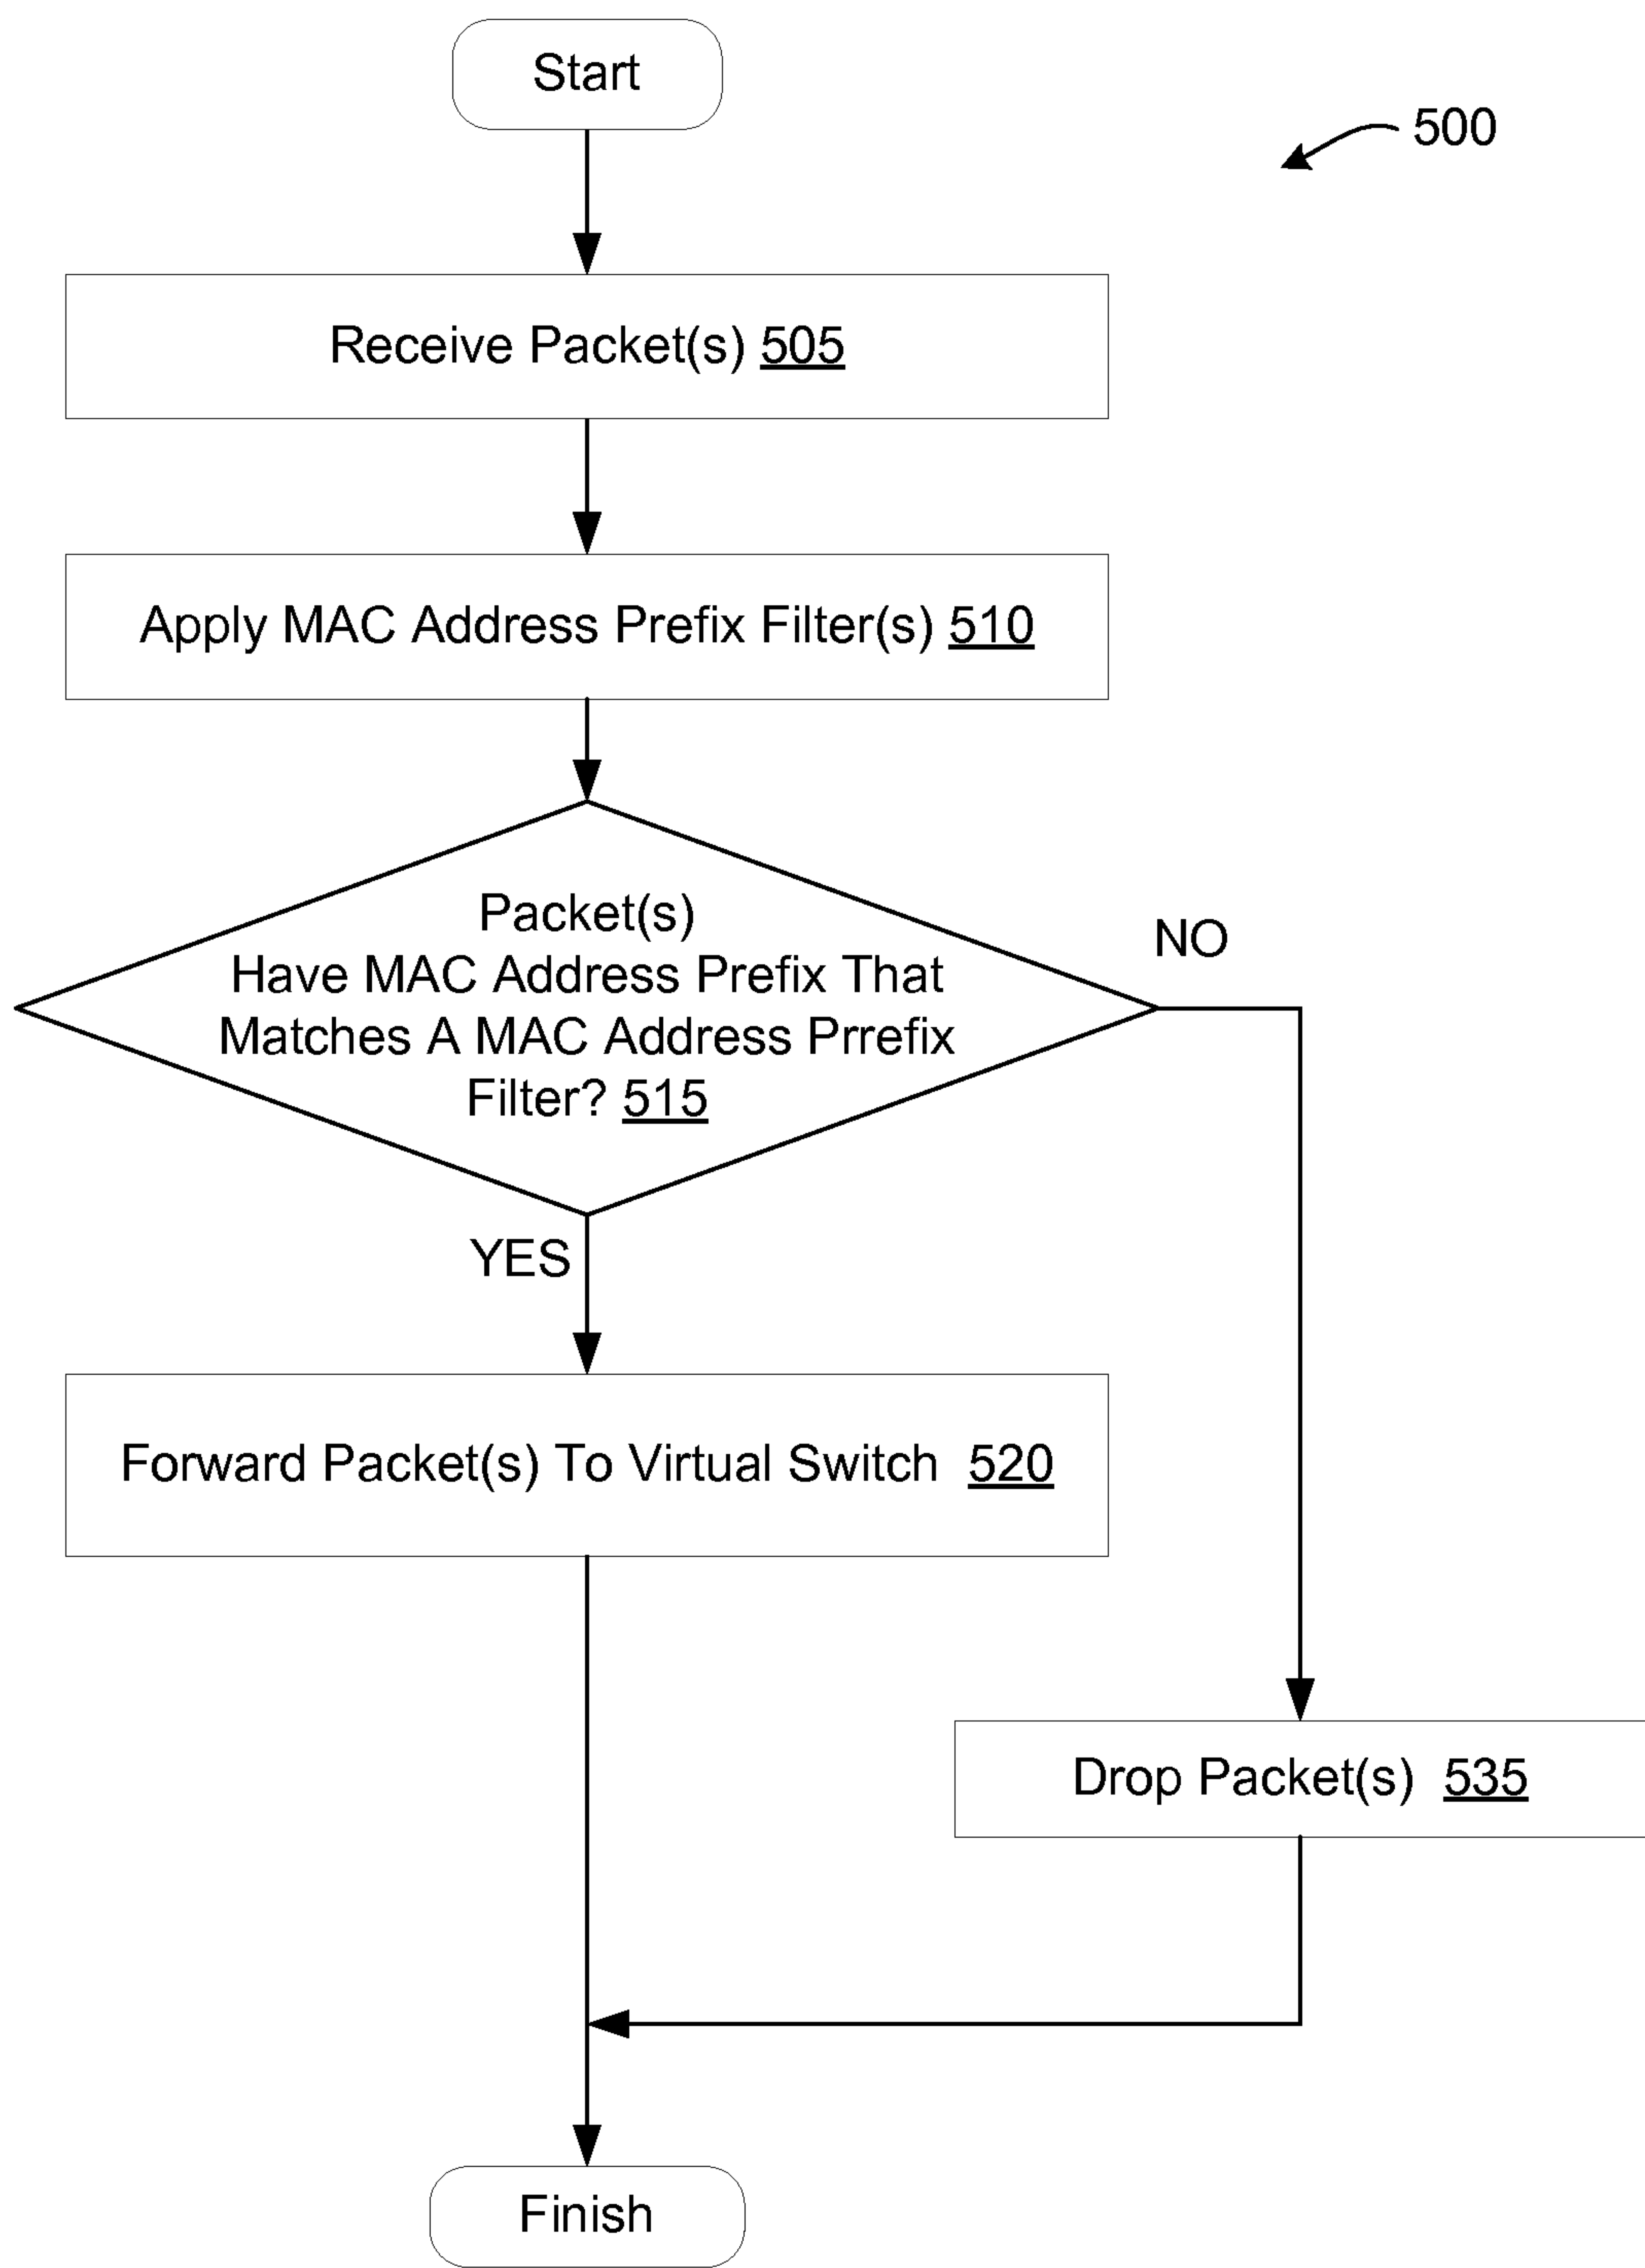 Start
500
Receive Packet(s) 505
Apply MAC Address Prefix Filter(s) 510
Packet(s)
Have MAC Address Prefix That
Matches A MAC Address Prrefix
Filter? 515
NO
YES
Forward Packet(s) To Virtual Switch 520
Drop Packet(s) 535
Finish